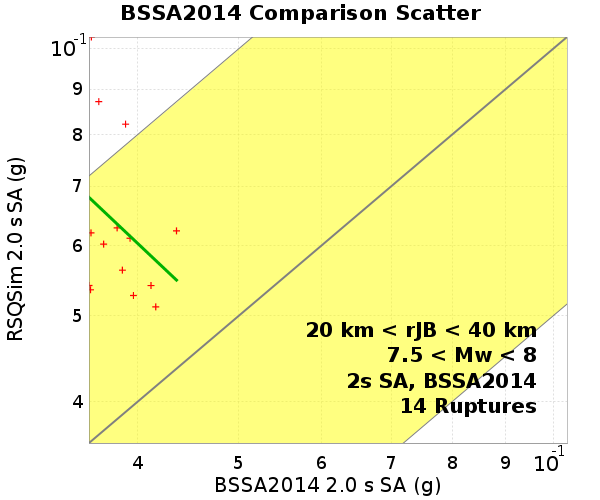 BSSA2014 Comparison Scatter
RSQSim 2.0 s SA (g)
10-1
9
8
7
6
5
4
20 km < rJB < 40 km
7.5 < Mw < 8
2s SA, BSSA2014
14 Ruptures
4 5 6 7 8 9 10-1
BSSA2014 2.0 s SA (g)